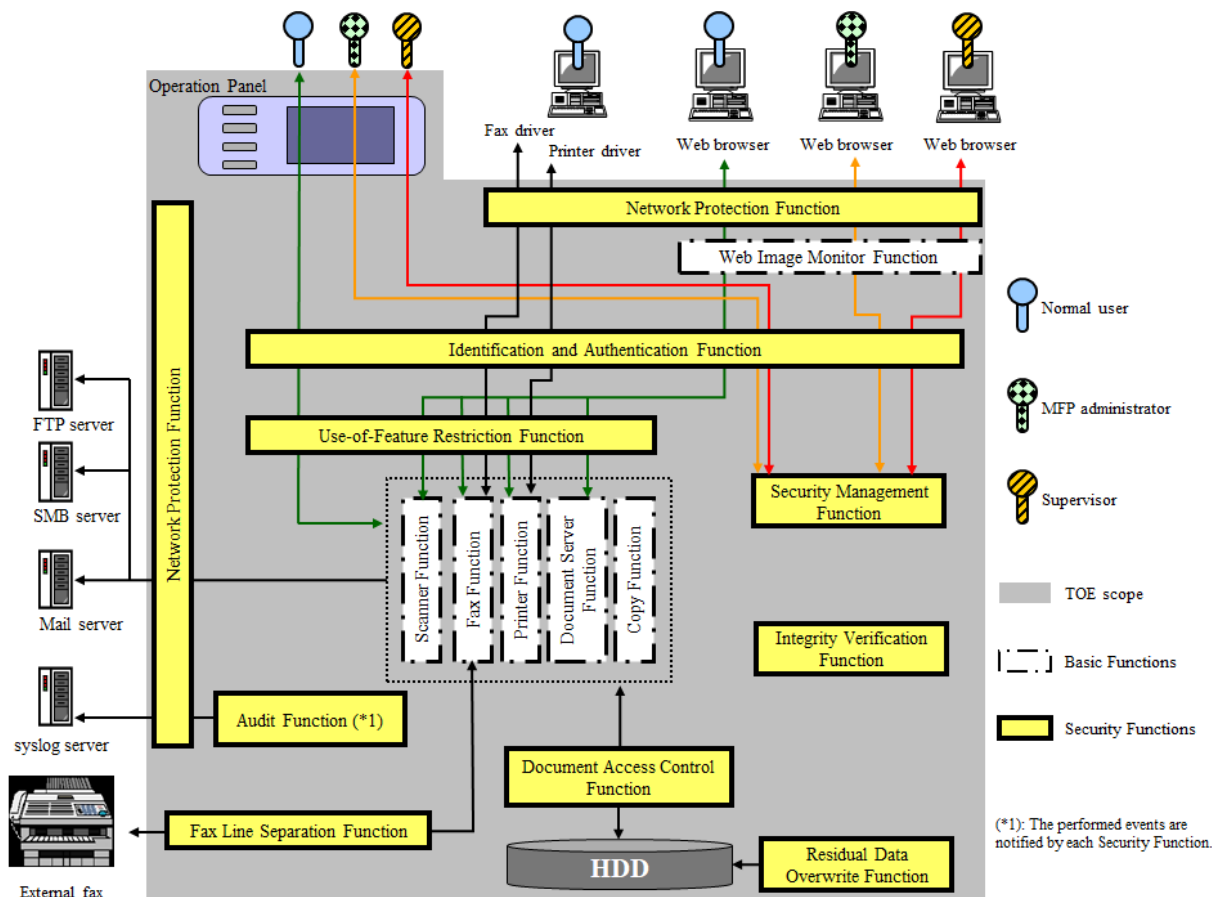 Operation Panel
Fax driver
Printer driver
Web browser
Web browser
Web browser
Network Protection Function
Web Image Monitor Function
Normal user
Identification and Authentication Function
Network Protection Function
FTP server
MFP administrator
Use-of-Feature Restriction Function
SMB server
Security Management
Function
Supervisor
Scanner Function
Fax Function
Printer Function
Document Server
Function
Copy Function
TOE scope
Mail server
Integrity Verification
Function
Basic Functions
Audit Function (*1)
syslog server
Security Functions
Document Access Control
Function
Fax Line Separation Function
(*1): The performed events are
notified by each Security Function.
HDD
Residual Data
Overwrite Function
External fax